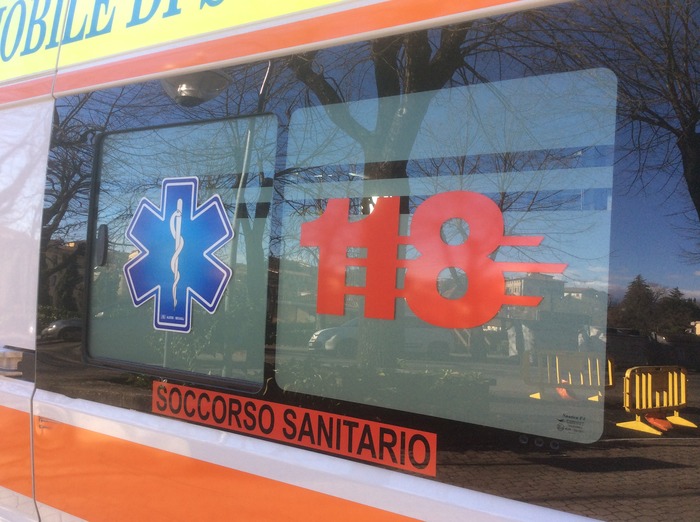 MOBILE DI S
118
SOCCORSO SANITARIO